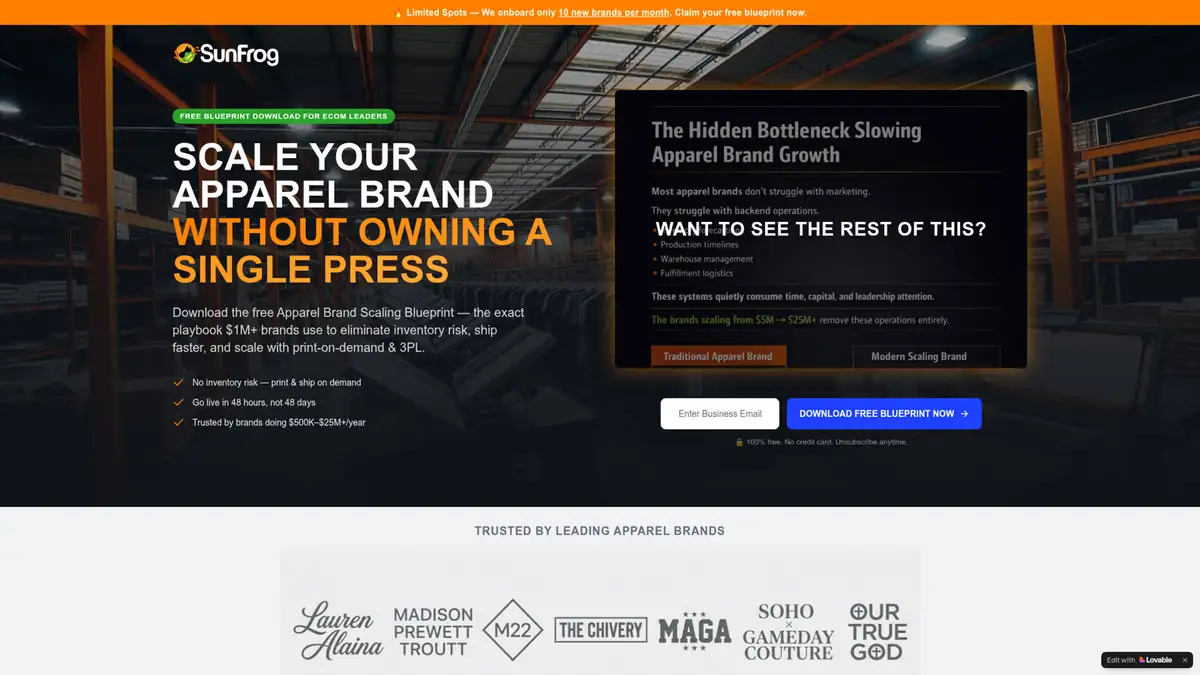 🔥 Limited Spots — We onboard only 10 new brands per month. Claim your free blueprint now.
SunFrog
FREE BLUEPRINT DOWNLOAD FOR ECOM LEADERS
SCALE YOUR
APPAREL BRAND
WITHOUT OWNING A
SINGLE PRESS
Download the free Apparel Brand Scaling Blueprint — the exact
playbook $1M+ brands use to eliminate inventory risk, ship
faster, and scale with print-on-demand & 3PL.
No inventory risk — print & ship on demand
Go live in 48 hours, not 48 days
Trusted by brands doing $500K–$25M+/year
The Hidden Bottleneck Slowing
Apparel Brand Growth
Most apparel brands don't struggle with marketing.
They struggle with backend operations.
WANT TO SEE THE REST OF THIS?
• Production timelines
• Warehouse management
• Fulfillment logistics
These systems quietly consume time, capital, and leadership attention.
The brands scaling from $5M → $25M+ remove these operations entirely.
Traditional Apparel Brand
Modern Scaling Brand
Enter Business Email
DOWNLOAD FREE BLUEPRINT NOW →
🔒 100% free. No credit card. Unsubscribe anytime.
TRUSTED BY LEADING APPAREL BRANDS
Lauren
Alaina
MADISON
PREWETT
TROUTT
M22
THE CHIVERY
MAGA
SOHO
×
GAMEDAY
COUTURE
OUR
TRUE
GOD
Edit with Lovable ×